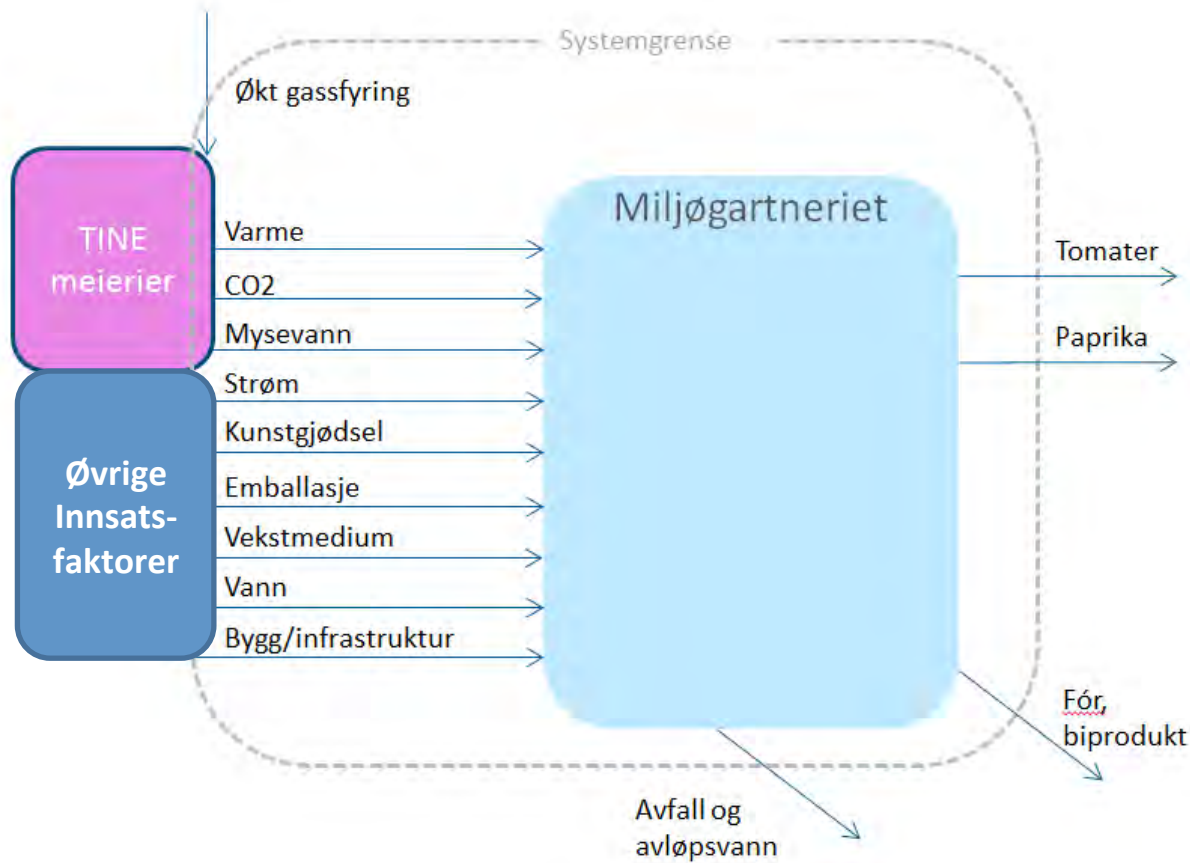 Systemgrense
Økt gassfyring
TINE
meierier
Varme
CO2
Mysevann
Øvrige
Innsats-
faktorer
Strøm
Kunstgjødsel
Emballasje
Vekstmedium
Vann
Bygg/infrastruktur
Miljøgartneriet
Tomater
Paprika
Fór,
biprodukt
Avfall og
avløpsvann